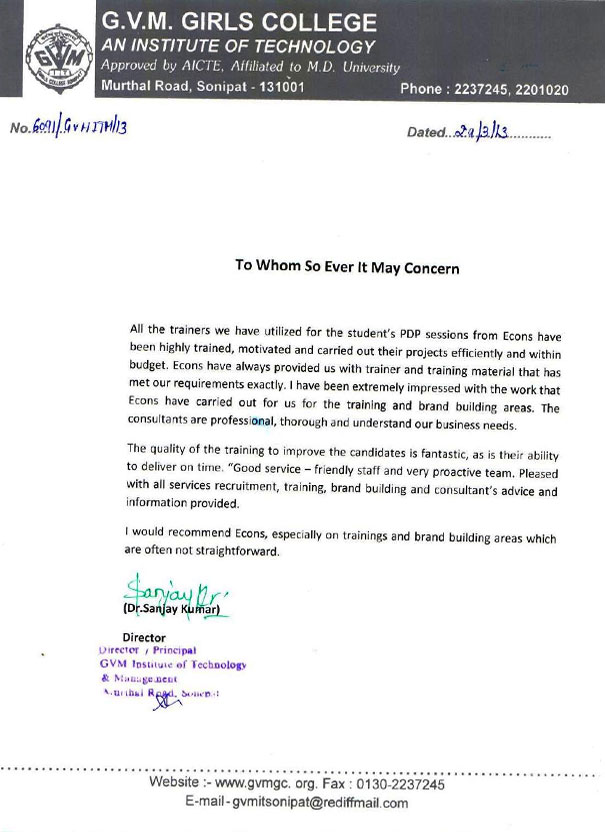 G.V.M. GIRLS COLLEGE
AN INSTITUTE OF TECHNOLOGY
Approved by AICTE, Affiliated to M.D. University
Murthal Road, Sonipat - 131001 Phone : 2237245, 2201020
GVM
No. 6091/GVMITM/13 Dated...29/3/13............
To Whom So Ever It May Concern
All the trainers we have utilized for the student's PDP sessions from Econs have
been highly trained, motivated and carried out their projects efficiently and within
budget. Econs have always provided us with trainer and training material that has
met our requirements exactly. I have been extremely impressed with the work that
Econs have carried out for us for the training and brand building areas. The
consultants are professional, thorough and understand our business needs.
The quality of the training to improve the candidates is fantastic, as is their ability
to deliver on time. "Good service – friendly staff and very proactive team. Pleased
with all services recruitment, training, brand building and consultant's advice and
information provided.
I would recommend Econs, especially on trainings and brand building areas which
are often not straightforward.
Sanjay Kr.
(Dr.Sanjay Kumar)
Director
Director / Principal
GVM Institute of Technology
& Management
Murthal Road, Sonepat
Website :- www.gvmgc. org. Fax : 0130-2237245
E-mail - gvmitsonipat@rediffmail.com